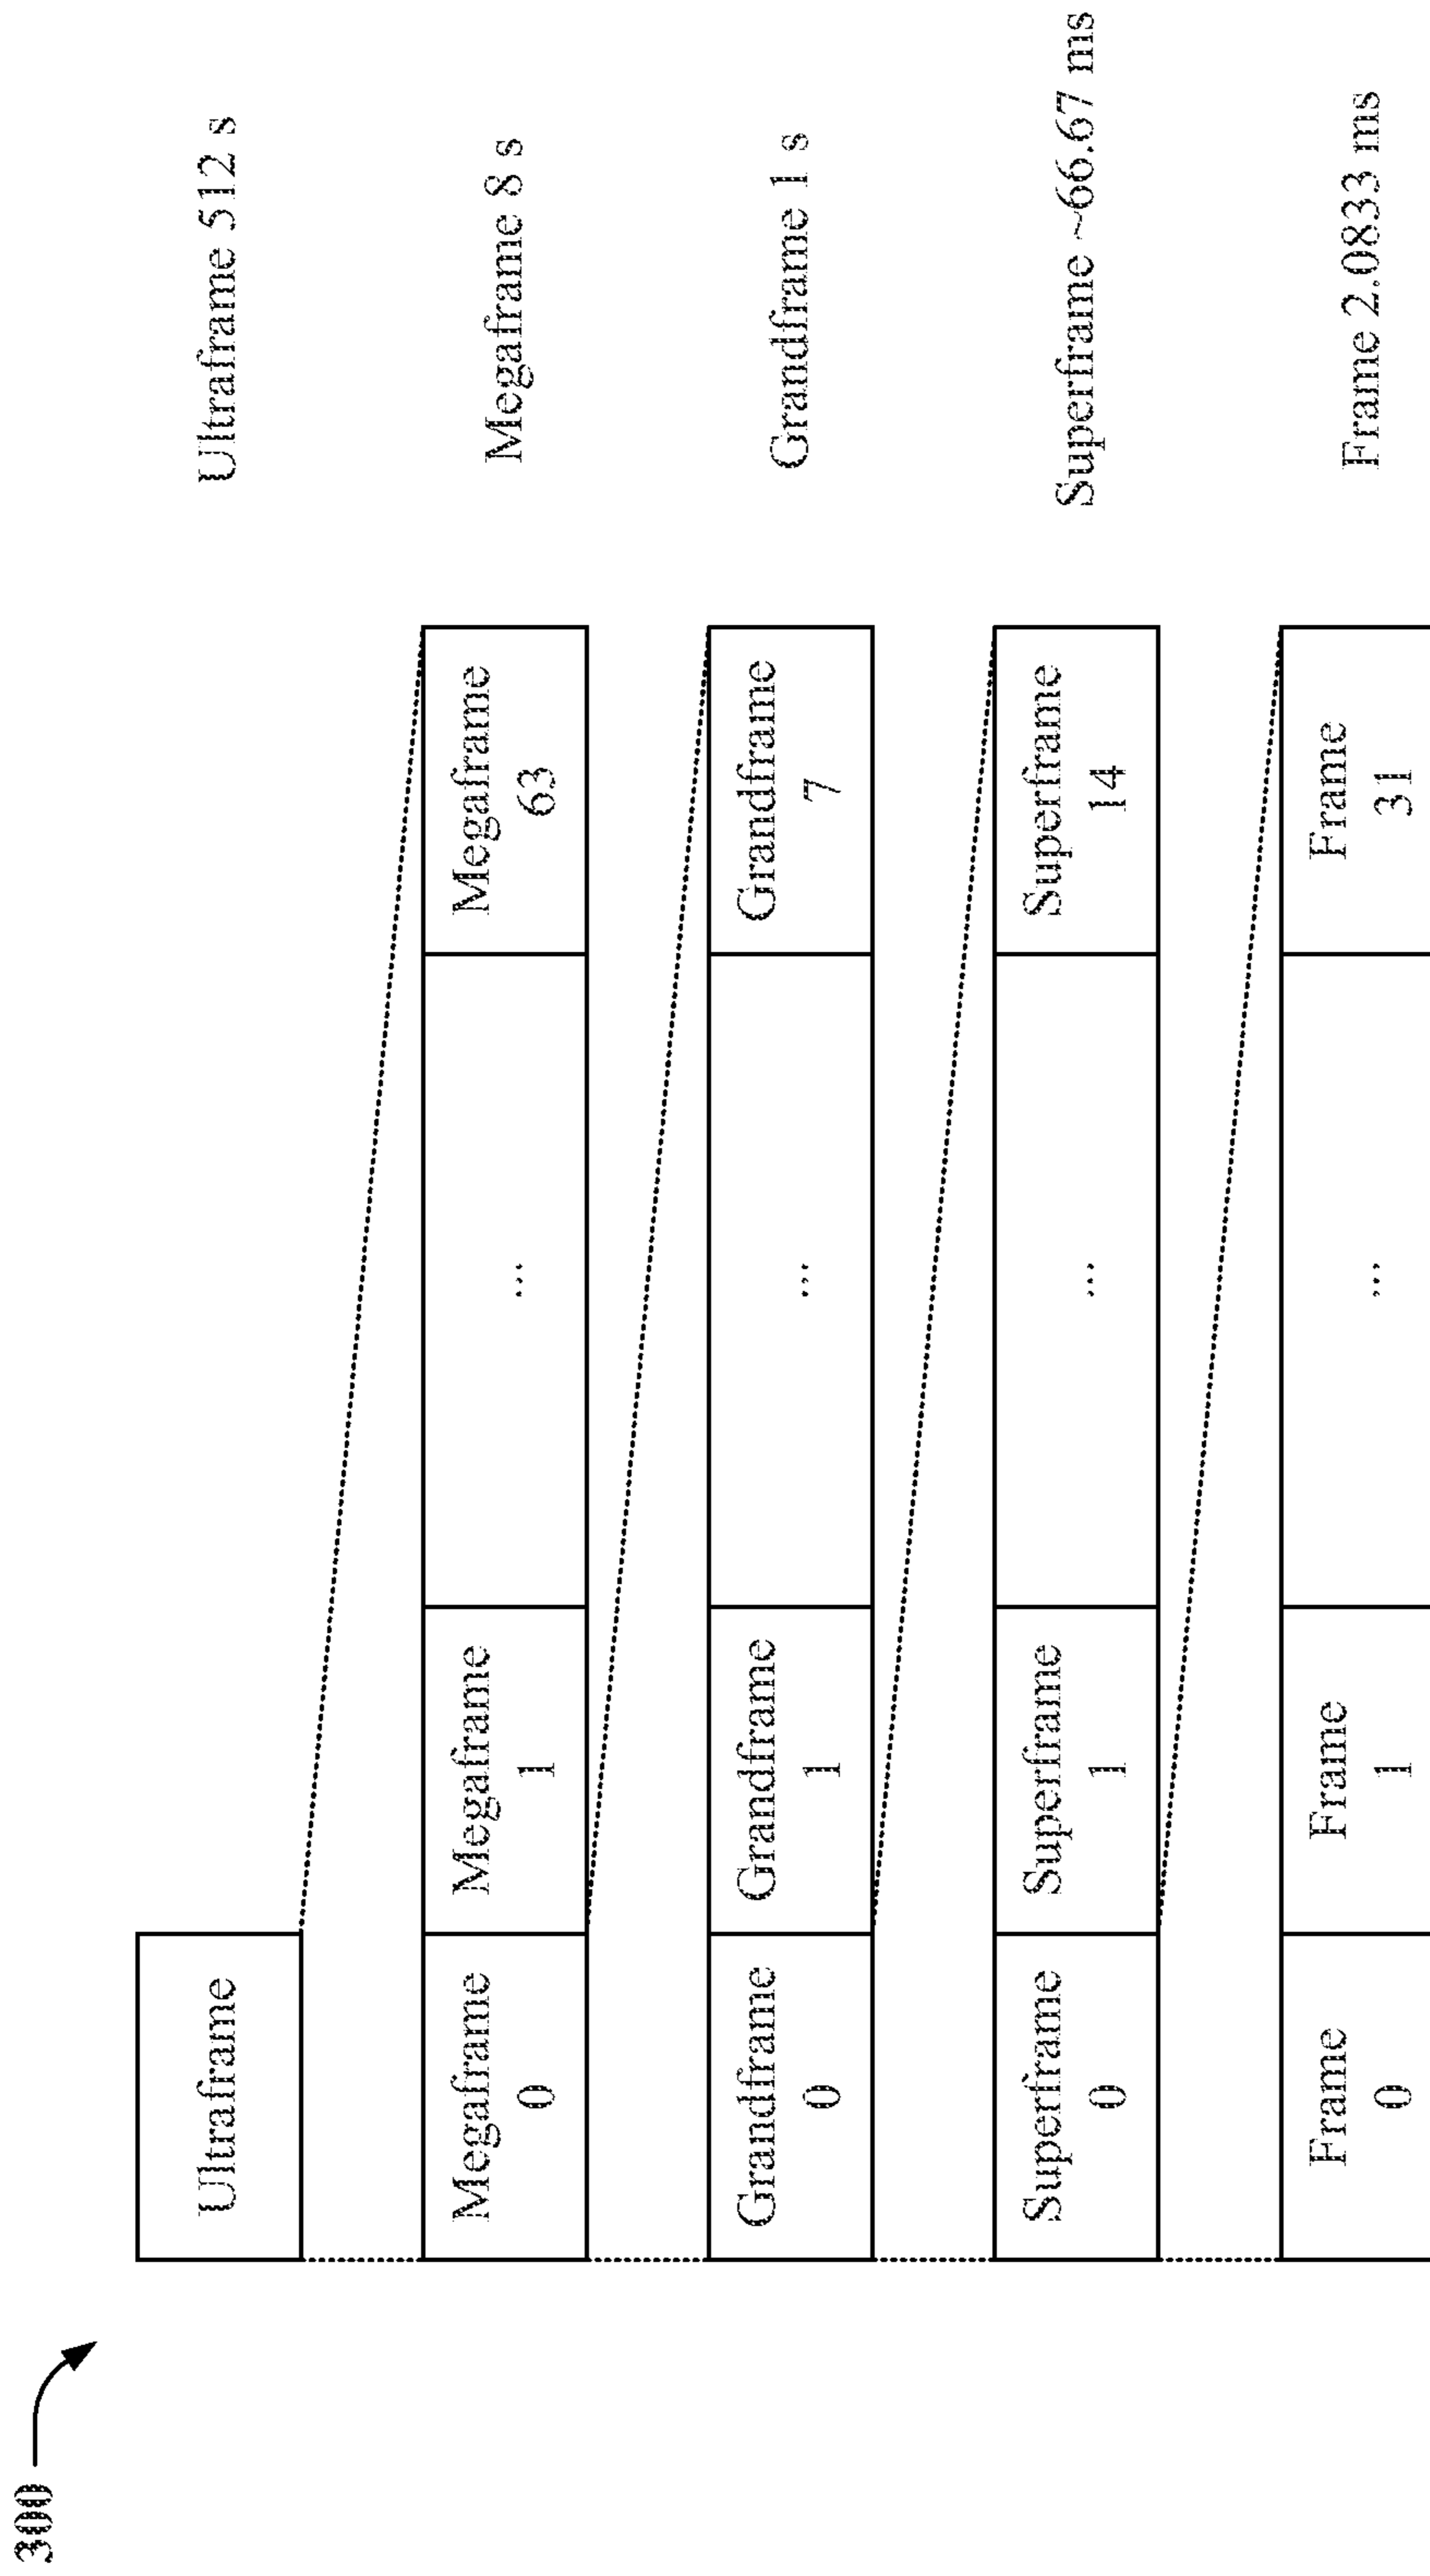 300
Ultraframe
Ultraframe 512 s
Megaframe
0
Megaframe
1
...
Megaframe
63
Megaframe 8 s
Grandframe
0
Grandframe
1
...
Grandframe
7
Grandframe 1 s
Superframe
0
Superframe
1
...
Superframe
14
Superframe ~66.67 ms
Frame
0
Frame
1
...
Frame
31
Frame 2.0833 ms